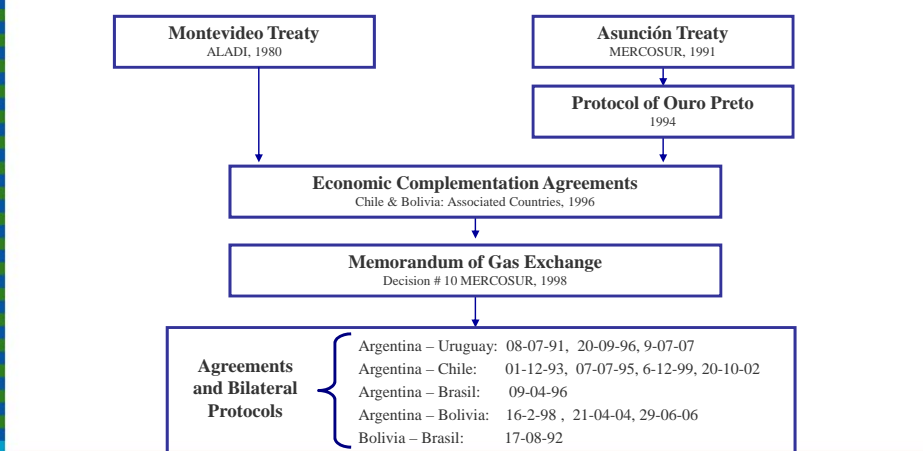 Montevideo Treaty
ALADI, 1980
Asunción Treaty
MERCOSUR, 1991
Protocol of Ouro Preto
1994
Economic Complementation Agreements
Chile & Bolivia: Associated Countries, 1996
Memorandum of Gas Exchange
Decision # 10 MERCOSUR, 1998
Agreements
and Bilateral
Protocols
Argentina – Uruguay: 08-07-91, 20-09-96, 9-07-07
Argentina – Chile: 01-12-93, 07-07-95, 6-12-99, 20-10-02
Argentina – Brasil: 09-04-96
Argentina – Bolivia: 16-2-98 , 21-04-04, 29-06-06
Bolivia – Brasil: 17-08-92